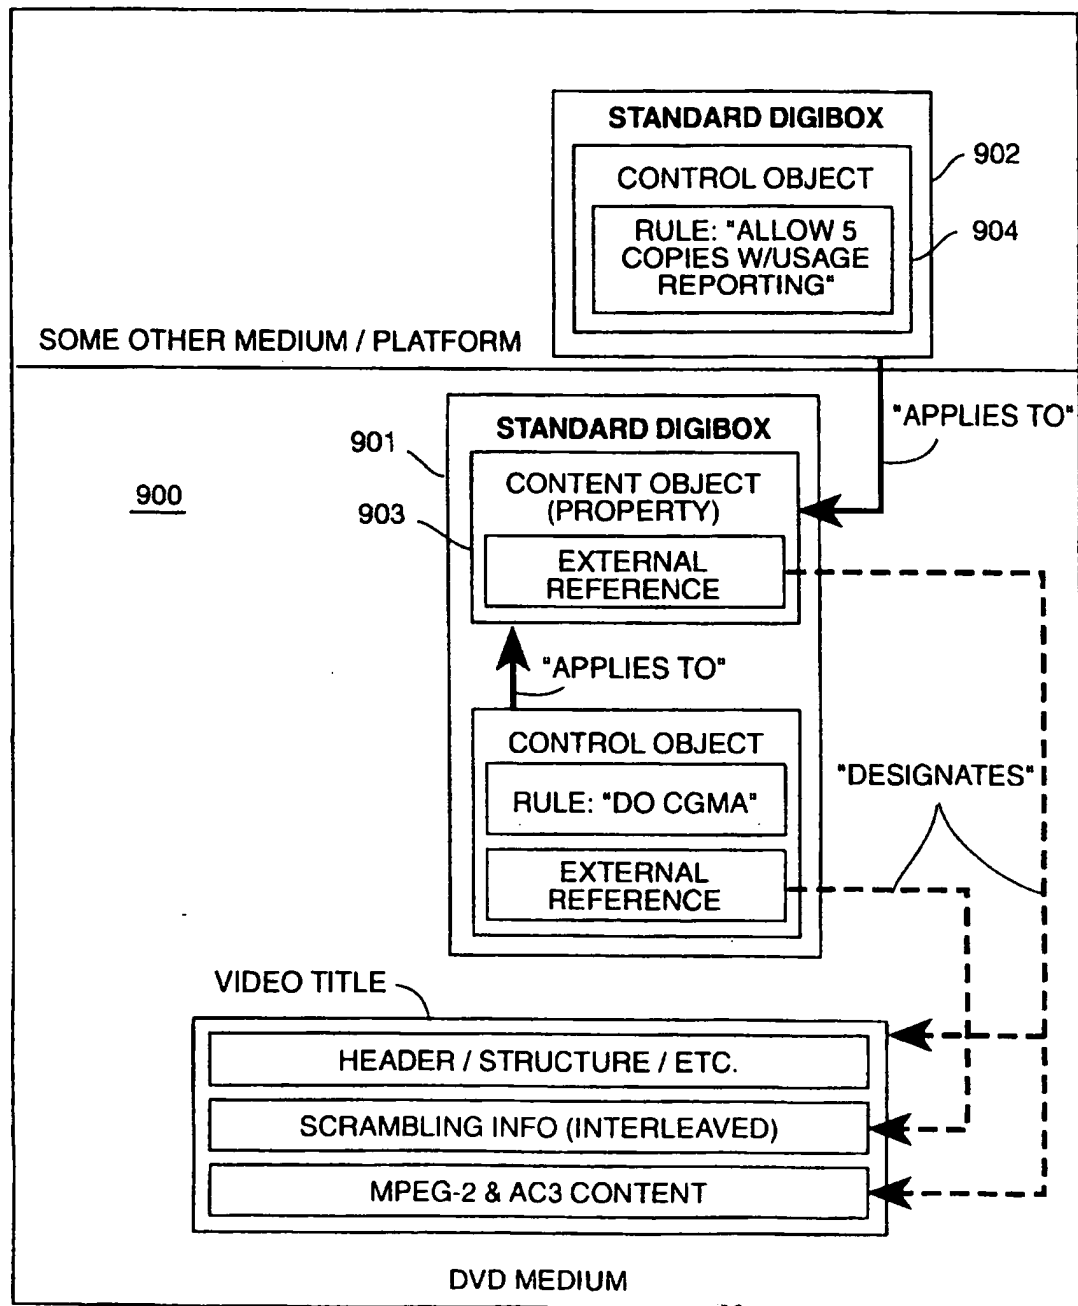 STANDARD DIGIBOX
902
CONTROL OBJECT
RULE: "ALLOW 5
COPIES W/USAGE
REPORTING"
904
SOME OTHER MEDIUM / PLATFORM
"APPLIES TO"
901
STANDARD DIGIBOX
900
CONTENT OBJECT
(PROPERTY)
903
EXTERNAL
REFERENCE
"APPLIES TO"
CONTROL OBJECT
"DESIGNATES"
RULE: "DO CGMA"
EXTERNAL
REFERENCE
VIDEO TITLE
HEADER / STRUCTURE / ETC.
SCRAMBLING INFO (INTERLEAVED)
MPEG-2 & AC3 CONTENT
DVD MEDIUM